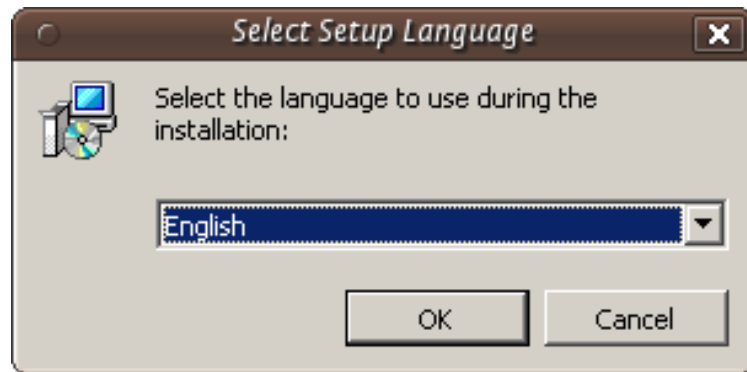 Select Setup Language
Select the language to use during the
installation:
English
OK
Cancel